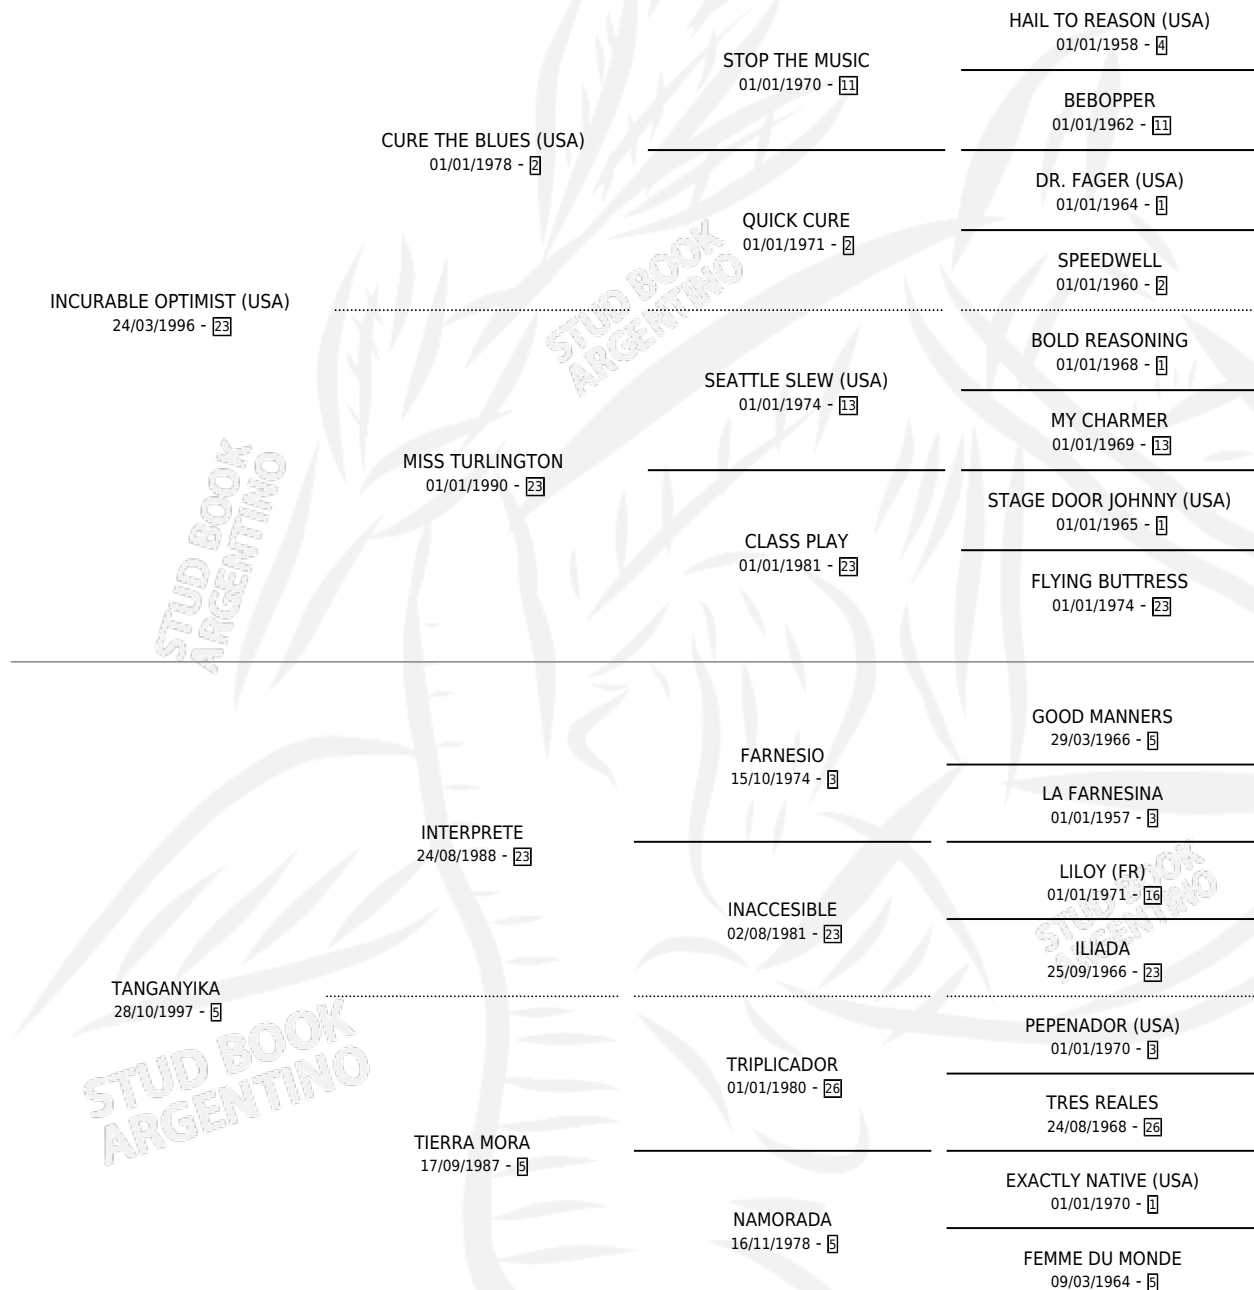 HAIL TO REASON (USA)
01/01/1958 - 4
STOP THE MUSIC
01/01/1970 - 11
BEBOPPER
01/01/1962 - 11
CURE THE BLUES (USA)
01/01/1978 - 2
DR. FAGER (USA)
01/01/1964 - 1
QUICK CURE
01/01/1971 - 2
SPEEDWELL
01/01/1960 - 2
INCURABLE OPTIMIST (USA)
24/03/1996 - 23
STUD BOOK
ARGENTINO
BOLD REASONING
01/01/1968 - 1
SEATTLE SLEW (USA)
01/01/1974 - 13
MY CHARMER
01/01/1969 - 13
MISS TURLINGTON
01/01/1990 - 23
STAGE DOOR JOHNNY (USA)
01/01/1965 - 1
CLASS PLAY
01/01/1981 - 23
FLYING BUTTRESS
01/01/1974 - 23
STUD BOOK
ARGENTINO
GOOD MANNERS
29/03/1966 - 5
FARNESIO
15/10/1974 - 3
LA FARNESINA
01/01/1957 - 3
INTERPRETE
24/08/1988 - 23
LILOY (FR)
01/01/1971 - 16
INACCESIBLE
02/08/1981 - 23
STUD BOOK
ARGENTINO
ILIADA
25/09/1966 - 23
TANGANYIKA
28/10/1997 - 5
STUD BOOK
ARGENTINO
PEPENADOR (USA)
01/01/1970 - 3
TRIPLICADOR
01/01/1980 - 26
TRES REALES
24/08/1968 - 26
TIERRA MORA
17/09/1987 - 5
EXACTLY NATIVE (USA)
01/01/1970 - 1
NAMORADA
16/11/1978 - 5
FEMME DU MONDE
09/03/1964 - 5